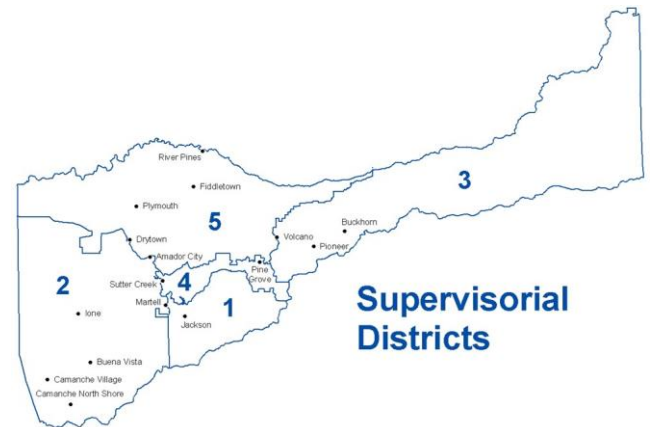 River Pines
3
Fiddletown
Plymouth
5
Buckhorn
Drytown
Volcano
Pioneer
Amador City
Pine
Grove
2
Sutter Creek
4
Martell
1
Ione
Jackson
Supervisorial
Districts
Buena Vista
Camanche Village
Camanche North Shore